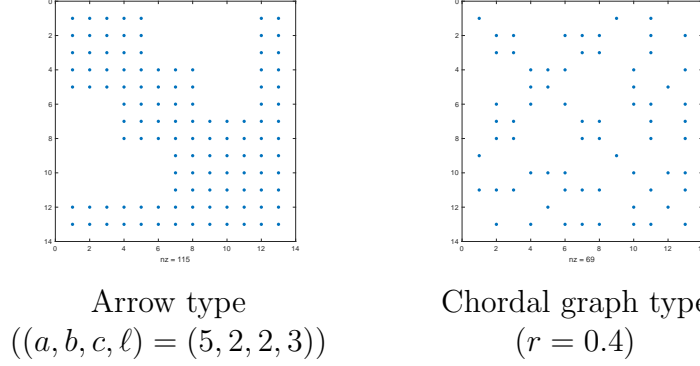 0
2
4
6
8
10
12
14
0 2 4 6 8 10 12 14
nz = 115
Arrow type
((a, b, c, ℓ) = (5, 2, 2, 3))
0
2
4
6
8
10
12
14
0 2 4 6 8 10 12 14
nz = 69
Chordal graph type
(r = 0.4)